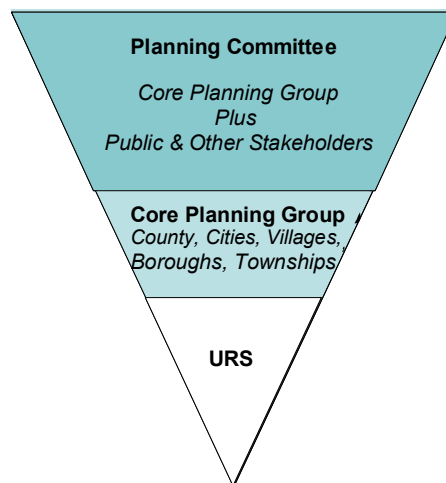 Planning Committee
Core Planning Group
Plus
Public & Other Stakeholders
Core Planning Group
County, Cities, Villages,
Boroughs, Townships
URS